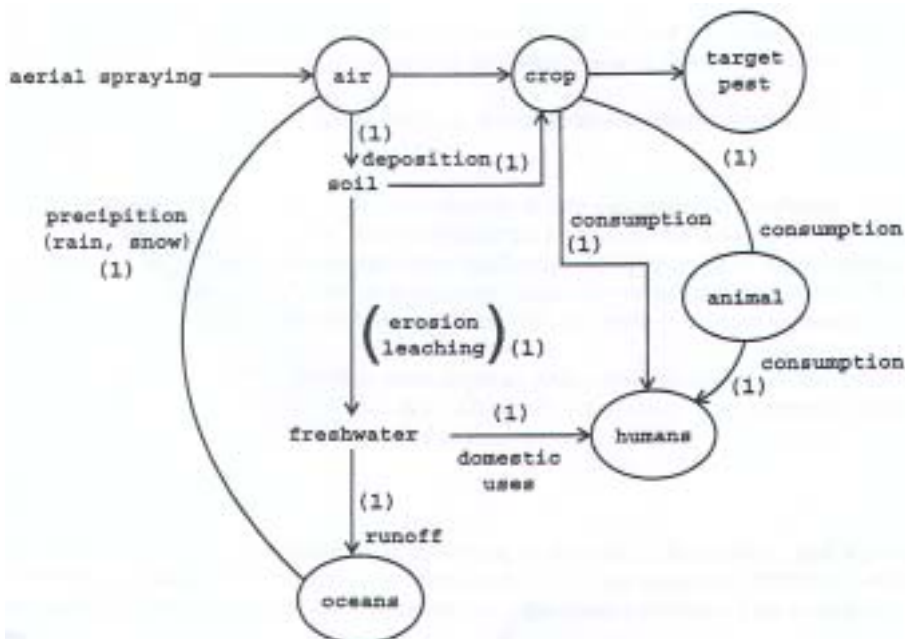 aerial spraying
air
crop
target
pest
(1)
deposition (1)
soil
(1)
precipition
(rain, snow)
(1)
consumption
(1)
consumption
animal
(erosion
leaching) (1)
consumption
(1)
freshwater
(1)
domestic
uses
humans
(1)
runoff
oceans